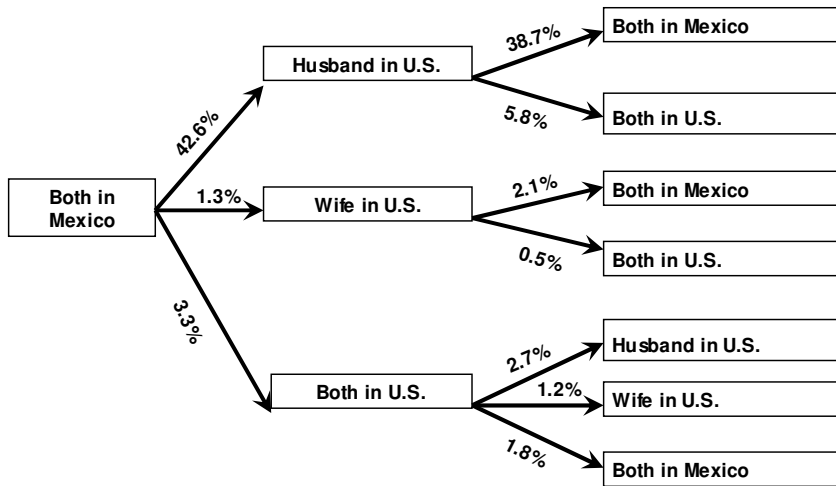 Both in Mexico
38.7%
Husband in U.S.
42.6%
5.8%
Both in U.S.
Both in
Mexico
1.3%
Wife in U.S.
2.1%
Both in Mexico
0.5%
Both in U.S.
3.3%
Both in U.S.
2.7%
Husband in U.S.
1.2%
Wife in U.S.
1.8%
Both in Mexico